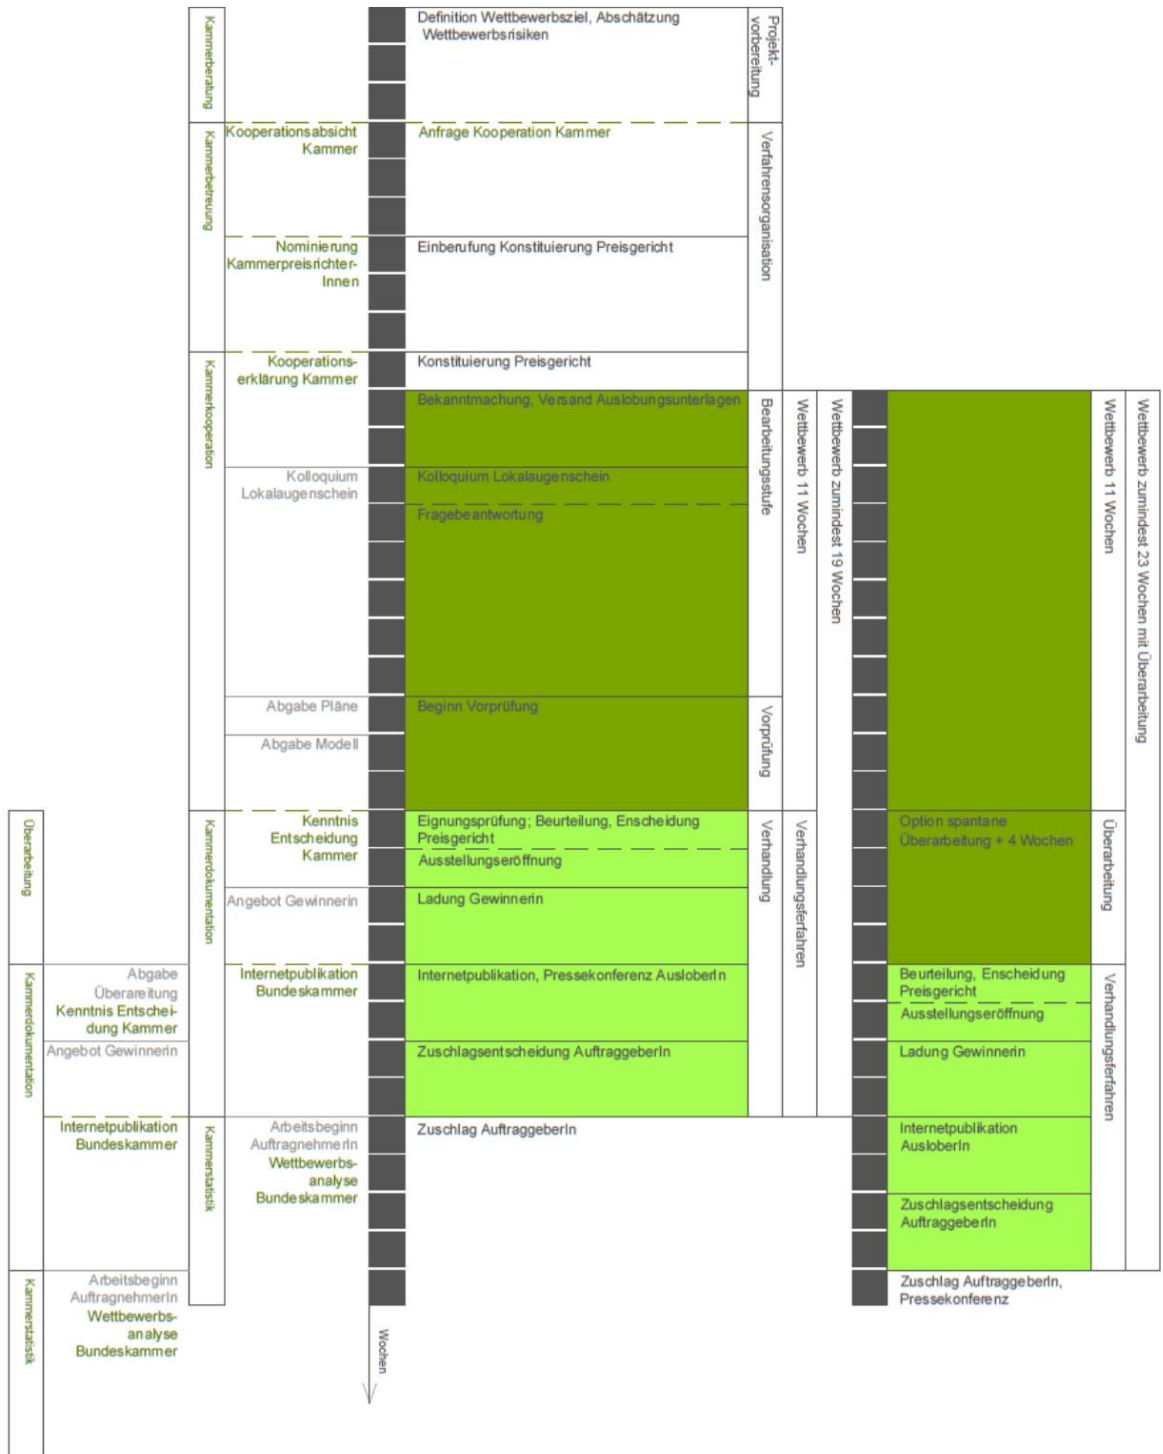 Kammerberatung
Definition Wettbewerbsziel, Abschätzung
Wettbewerbsrisiken
Projekt-
vorbereitung
Kammerbetreuung
Kooperationsabsicht
Kammer
Anfrage Kooperation Kammer
Verfahrensorganisation
Nominierung
Kammerpreisrichter-
Innen
Einberufung Konstituierung Preisgericht
Kammerkooperation
Kooperations-
erklärung Kammer
Konstituierung Preisgericht
Bekanntmachung, Versand Auslobungsunterlagen
Bearbeitungsstufe
Wettbewerb 11 Wochen
Wettbewerb zumindest 19 Wochen
Wettbewerb 11 Wochen
Wettbewerb zumindest 23 Wochen mit Überarbeitung
Kolloquium
Lokalaugenschein
Kolloquium Lokalaugenschein
Fragebeantwortung
Abgabe Pläne
Beginn Vorprüfung
Vorprüfung
Abgabe Modell
Überarbeitung
Kammerdokumentation
Kenntnis
Entscheidung
Kammer
Eignungsprüfung; Beurteilung, Enscheidung
Preisgericht
Ausstellungseröffnung
Verhandlung
Verhandlungsferfahren
Option spantane
Überarbeitung + 4 Wochen
Überarbeitung
Angebot Gewinnerin
Ladung Gewinnerin
Kammerdokumentation
Abgabe
Überareitung
Kenntnis Entschei-
dung Kammer
Internetpublikation
Bundeskammer
Internetpublikation, Pressekonferenz AusloberIn
Beurteilung, Enscheidung
Preisgericht
Ausstellungseröffnung
Verhandlungsferfahren
Angebot Gewinnerin
Zuschlagsentscheidung AuftraggeberIn
Ladung Gewinnerin
Internetpublikation
Bundeskammer
Kammerstatistik
Arbeitsbeginn
AuftragnehmerIn
Wettbewerbs-
analyse
Bundeskammer
Zuschlag AuftraggeberIn
Internetpublikation
AusloberIn
Zuschlagsentscheidung
AuftraggeberIn
Kammerstatistik
Arbeitsbeginn
AuftragnehmerIn
Wettbewerbs-
analyse
Bundeskammer
Zuschlag AuftraggeberIn,
Pressekonferenz
Wochen